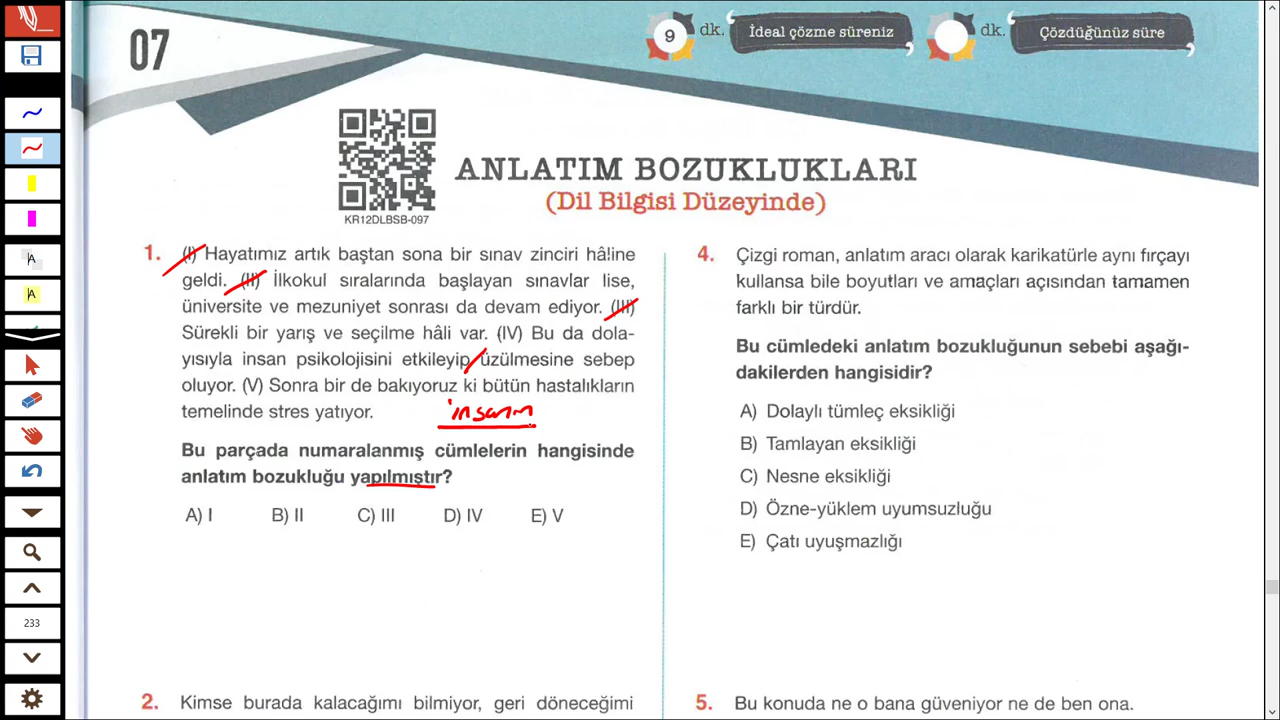 07
9
dk.
İdeal çözme süreniz
dk.
Çözdüğünüz süre
KR12DLBSB-097
ANLATIM BOZUKLUKLARI
(Dil Bilgisi Düzeyinde)
1. (I) Hayatımız artık baştan sona bir sınav zinciri hâline
geldi. (II) İlkokul sıralarında başlayan sınavlar lise,
üniversite ve mezuniyet sonrası da devam ediyor. (III)
Sürekli bir yarış ve seçilme hâli var. (IV) Bu da dola-
yısıyla insan psikolojisini etkileyip üzülmesine sebep
oluyor. (V) Sonra bir de bakıyoruz ki bütün hastalıkların
temelinde stres yatıyor.
insanın
Bu parçada numaralanmış cümlelerin hangisinde
anlatım bozukluğu yapılmıştır?
A) I B) II C) III D) IV E) V
2. Kimse burada kalacağımı bilmiyor, geri döneceğimi
4. Çizgi roman, anlatım aracı olarak karikatürle aynı fırçayı
kullansa bile boyutları ve amaçları açısından tamamen
farklı bir türdür.
Bu cümledeki anlatım bozukluğunun sebebi aşağı-
dakilerden hangisidir?
A) Dolaylı tümleç eksikliği
B) Tamlayan eksikliği
C) Nesne eksikliği
D) Özne-yüklem uyumsuzluğu
E) Çatı uyuşmazlığı
5. Bu konuda ne o bana güveniyor ne de ben ona.
A
A
233